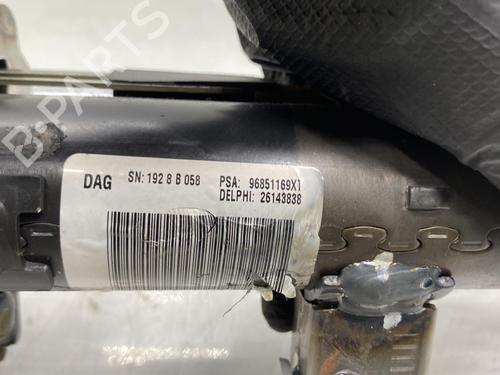 B-PARTS
DAG SN: 192 8 B 058 PSA: 96851169XT
DELPHI: 26143838